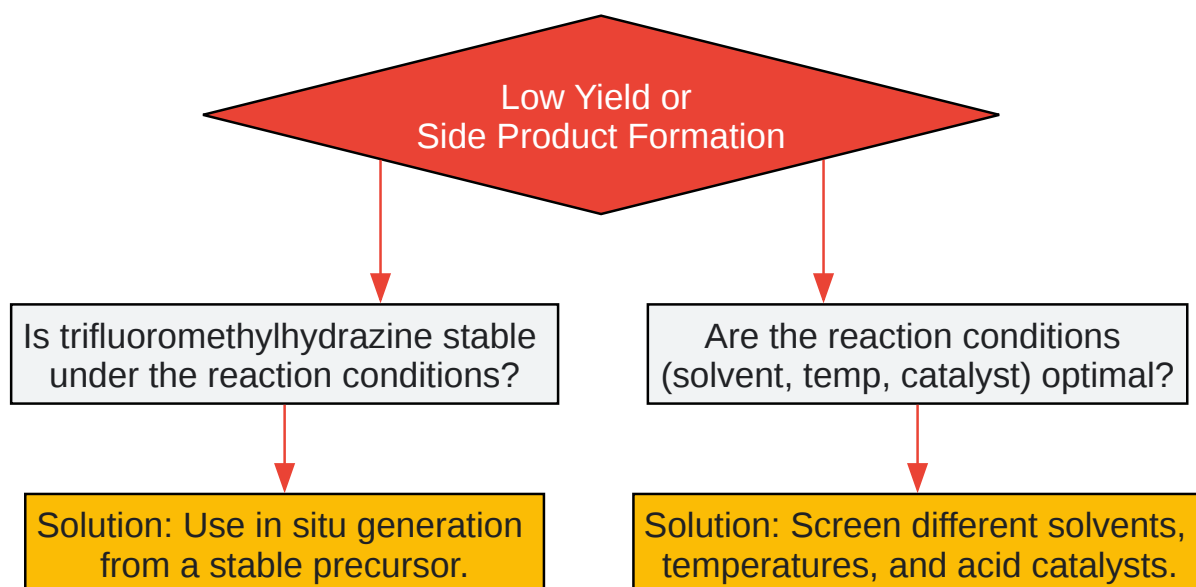 Low Yield or
Side Product Formation
Is trifluoromethylhydrazine stable
under the reaction conditions?
Are the reaction conditions
(solvent, temp, catalyst) optimal?
Solution: Use in situ generation
from a stable precursor.
Solution: Screen different solvents,
temperatures, and acid catalysts.